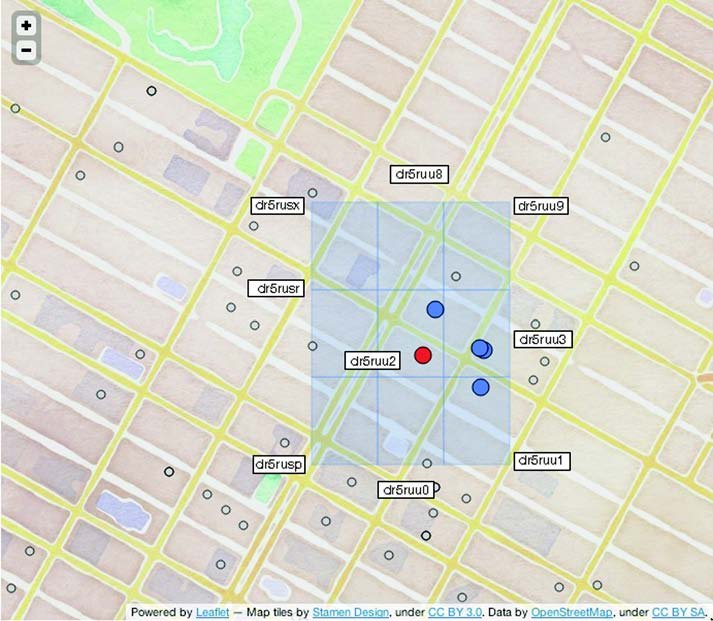 +
−
dr5ruu8
dr5rusx
dr5ruu9
dr5rusr
dr5ruu3
dr5ruu2
dr5rusp
dr5ruu1
dr5ruu0
Powered by Leaflet — Map tiles by Stamen Design, under CC BY 3.0. Data by OpenStreetMap, under CC BY SA.